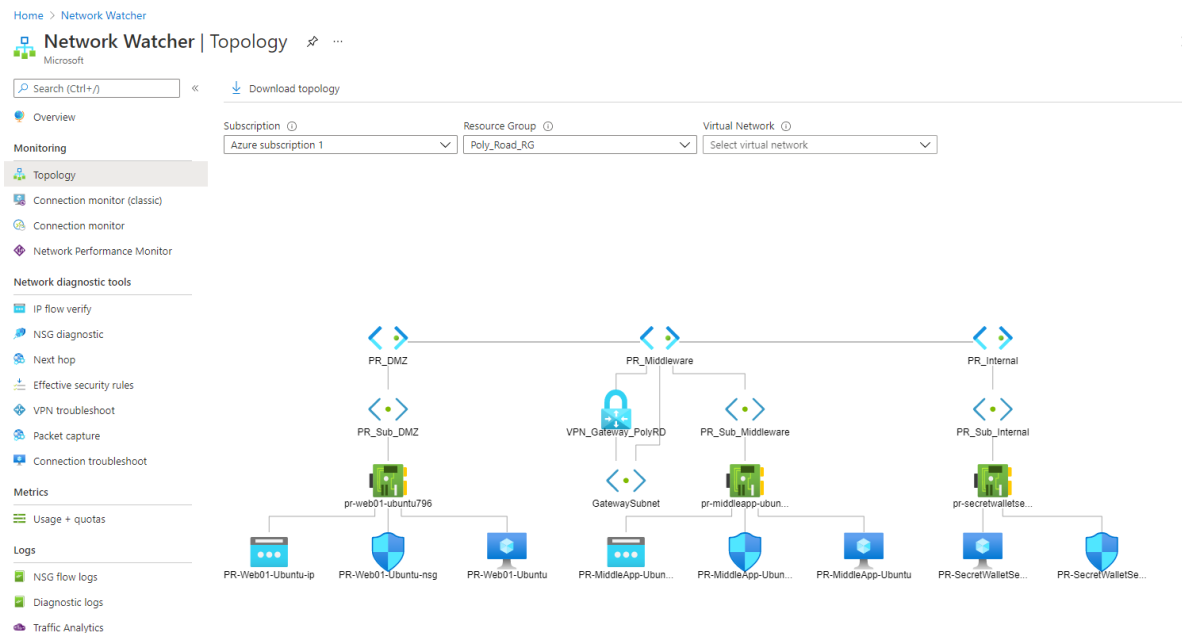 Home > Network Watcher
Network Watcher | Topology ...
Microsoft
Search (Ctrl+/) «
Overview
Monitoring
Topology
Connection monitor (classic)
Connection monitor
Network Performance Monitor
Network diagnostic tools
IP flow verify
NSG diagnostic
Next hop
Effective security rules
VPN troubleshoot
Packet capture
Connection troubleshoot
Metrics
Usage + quotas
Logs
NSG flow logs
Diagnostic logs
Traffic Analytics
Download topology
Subscription Resource Group Virtual Network
Azure subscription 1 Poly_Road_RG Select virtual network
PR_DMZ PR_Middleware PR_Internal
PR_Sub_DMZ VPN_Gateway_PolyRD PR_Sub_Middleware PR_Sub_Internal
pr-web01-ubuntu796 GatewaySubnet pr-middleapp-ubun... pr-secretwalletse...
PR-Web01-Ubuntu-ip PR-Web01-Ubuntu-nsg PR-Web01-Ubuntu PR-MiddleApp-Ubun... PR-MiddleApp-Ubun... PR-MiddleApp-Ubuntu PR-SecretWalletSe... PR-SecretWalletSe...